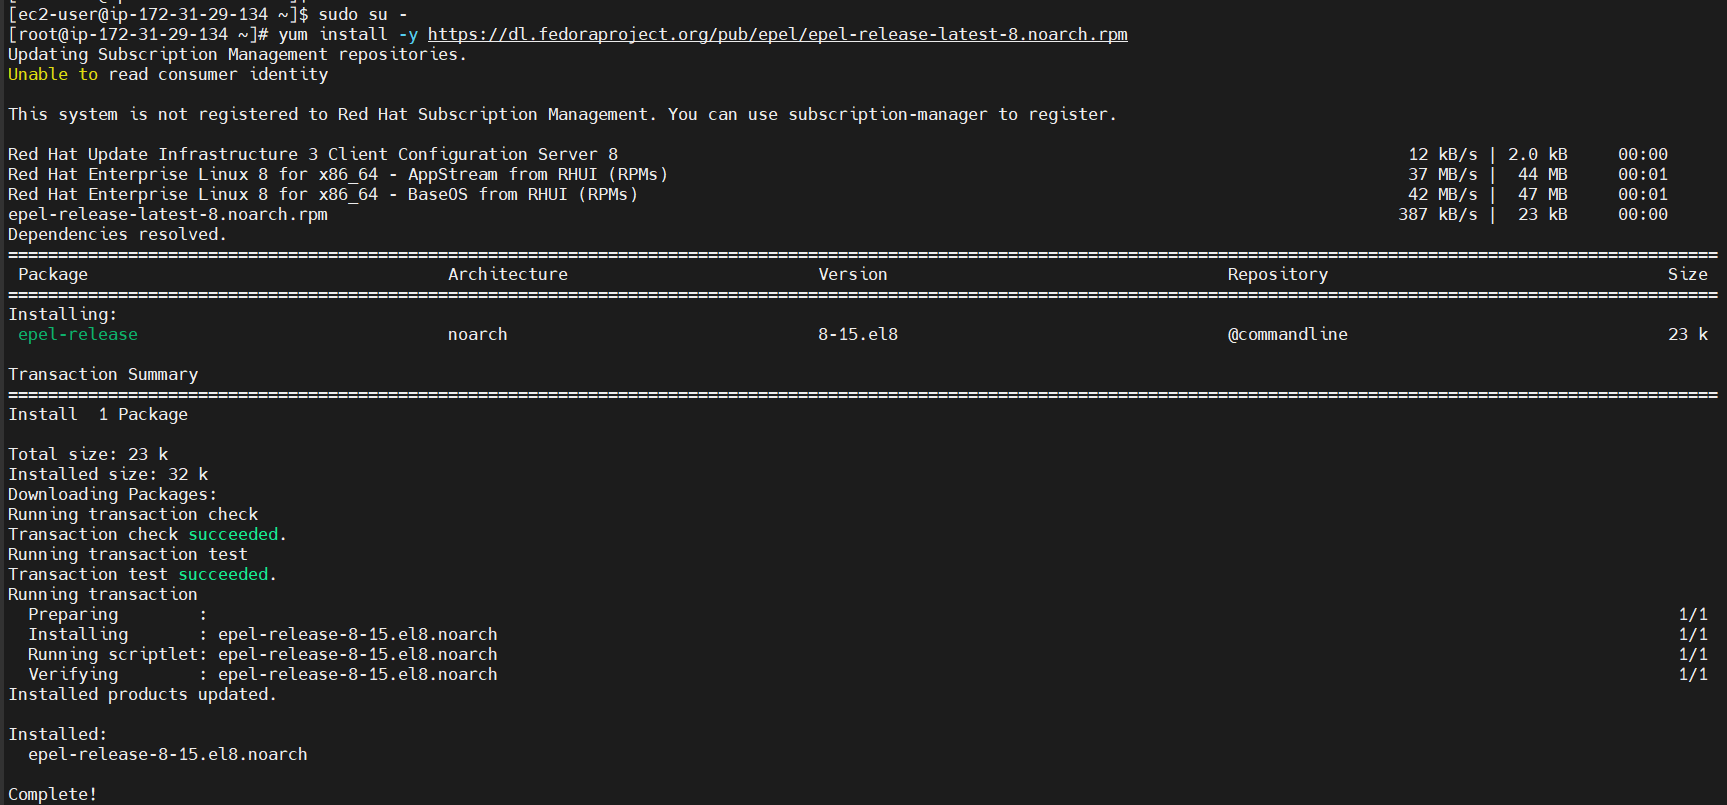 [ec2-user@ip-172-31-29-134 ~]$ sudo su -
[root@ip-172-31-29-134 ~]# yum install -y https://dl.fedoraproject.org/pub/epel/epel-release-latest-8.noarch.rpm
Updating Subscription Management repositories.
Unable to read consumer identity
This system is not registered to Red Hat Subscription Management. You can use subscription-manager to register.
Red Hat Update Infrastructure 3 Client Configuration Server 8 12 kB/s | 2.0 kB 00:00
Red Hat Enterprise Linux 8 for x86_64 - AppStream from RHUI (RPMs) 37 MB/s | 44 MB 00:01
Red Hat Enterprise Linux 8 for x86_64 - BaseOS from RHUI (RPMs) 42 MB/s | 47 MB 00:01
epel-release-latest-8.noarch.rpm 387 kB/s | 23 kB 00:00
Dependencies resolved.
Package Architecture Version Repository Size
Installing:
epel-release noarch 8-15.el8 @commandline 23 k
Transaction Summary
Install 1 Package
Total size: 23 k
Installed size: 32 k
Downloading Packages:
Running transaction check
Transaction check succeeded.
Running transaction test
Transaction test succeeded.
Running transaction
Preparing : 1/1
Installing : epel-release-8-15.el8.noarch 1/1
Running scriptlet: epel-release-8-15.el8.noarch 1/1
Verifying : epel-release-8-15.el8.noarch 1/1
Installed products updated.
Installed:
epel-release-8-15.el8.noarch
Complete!